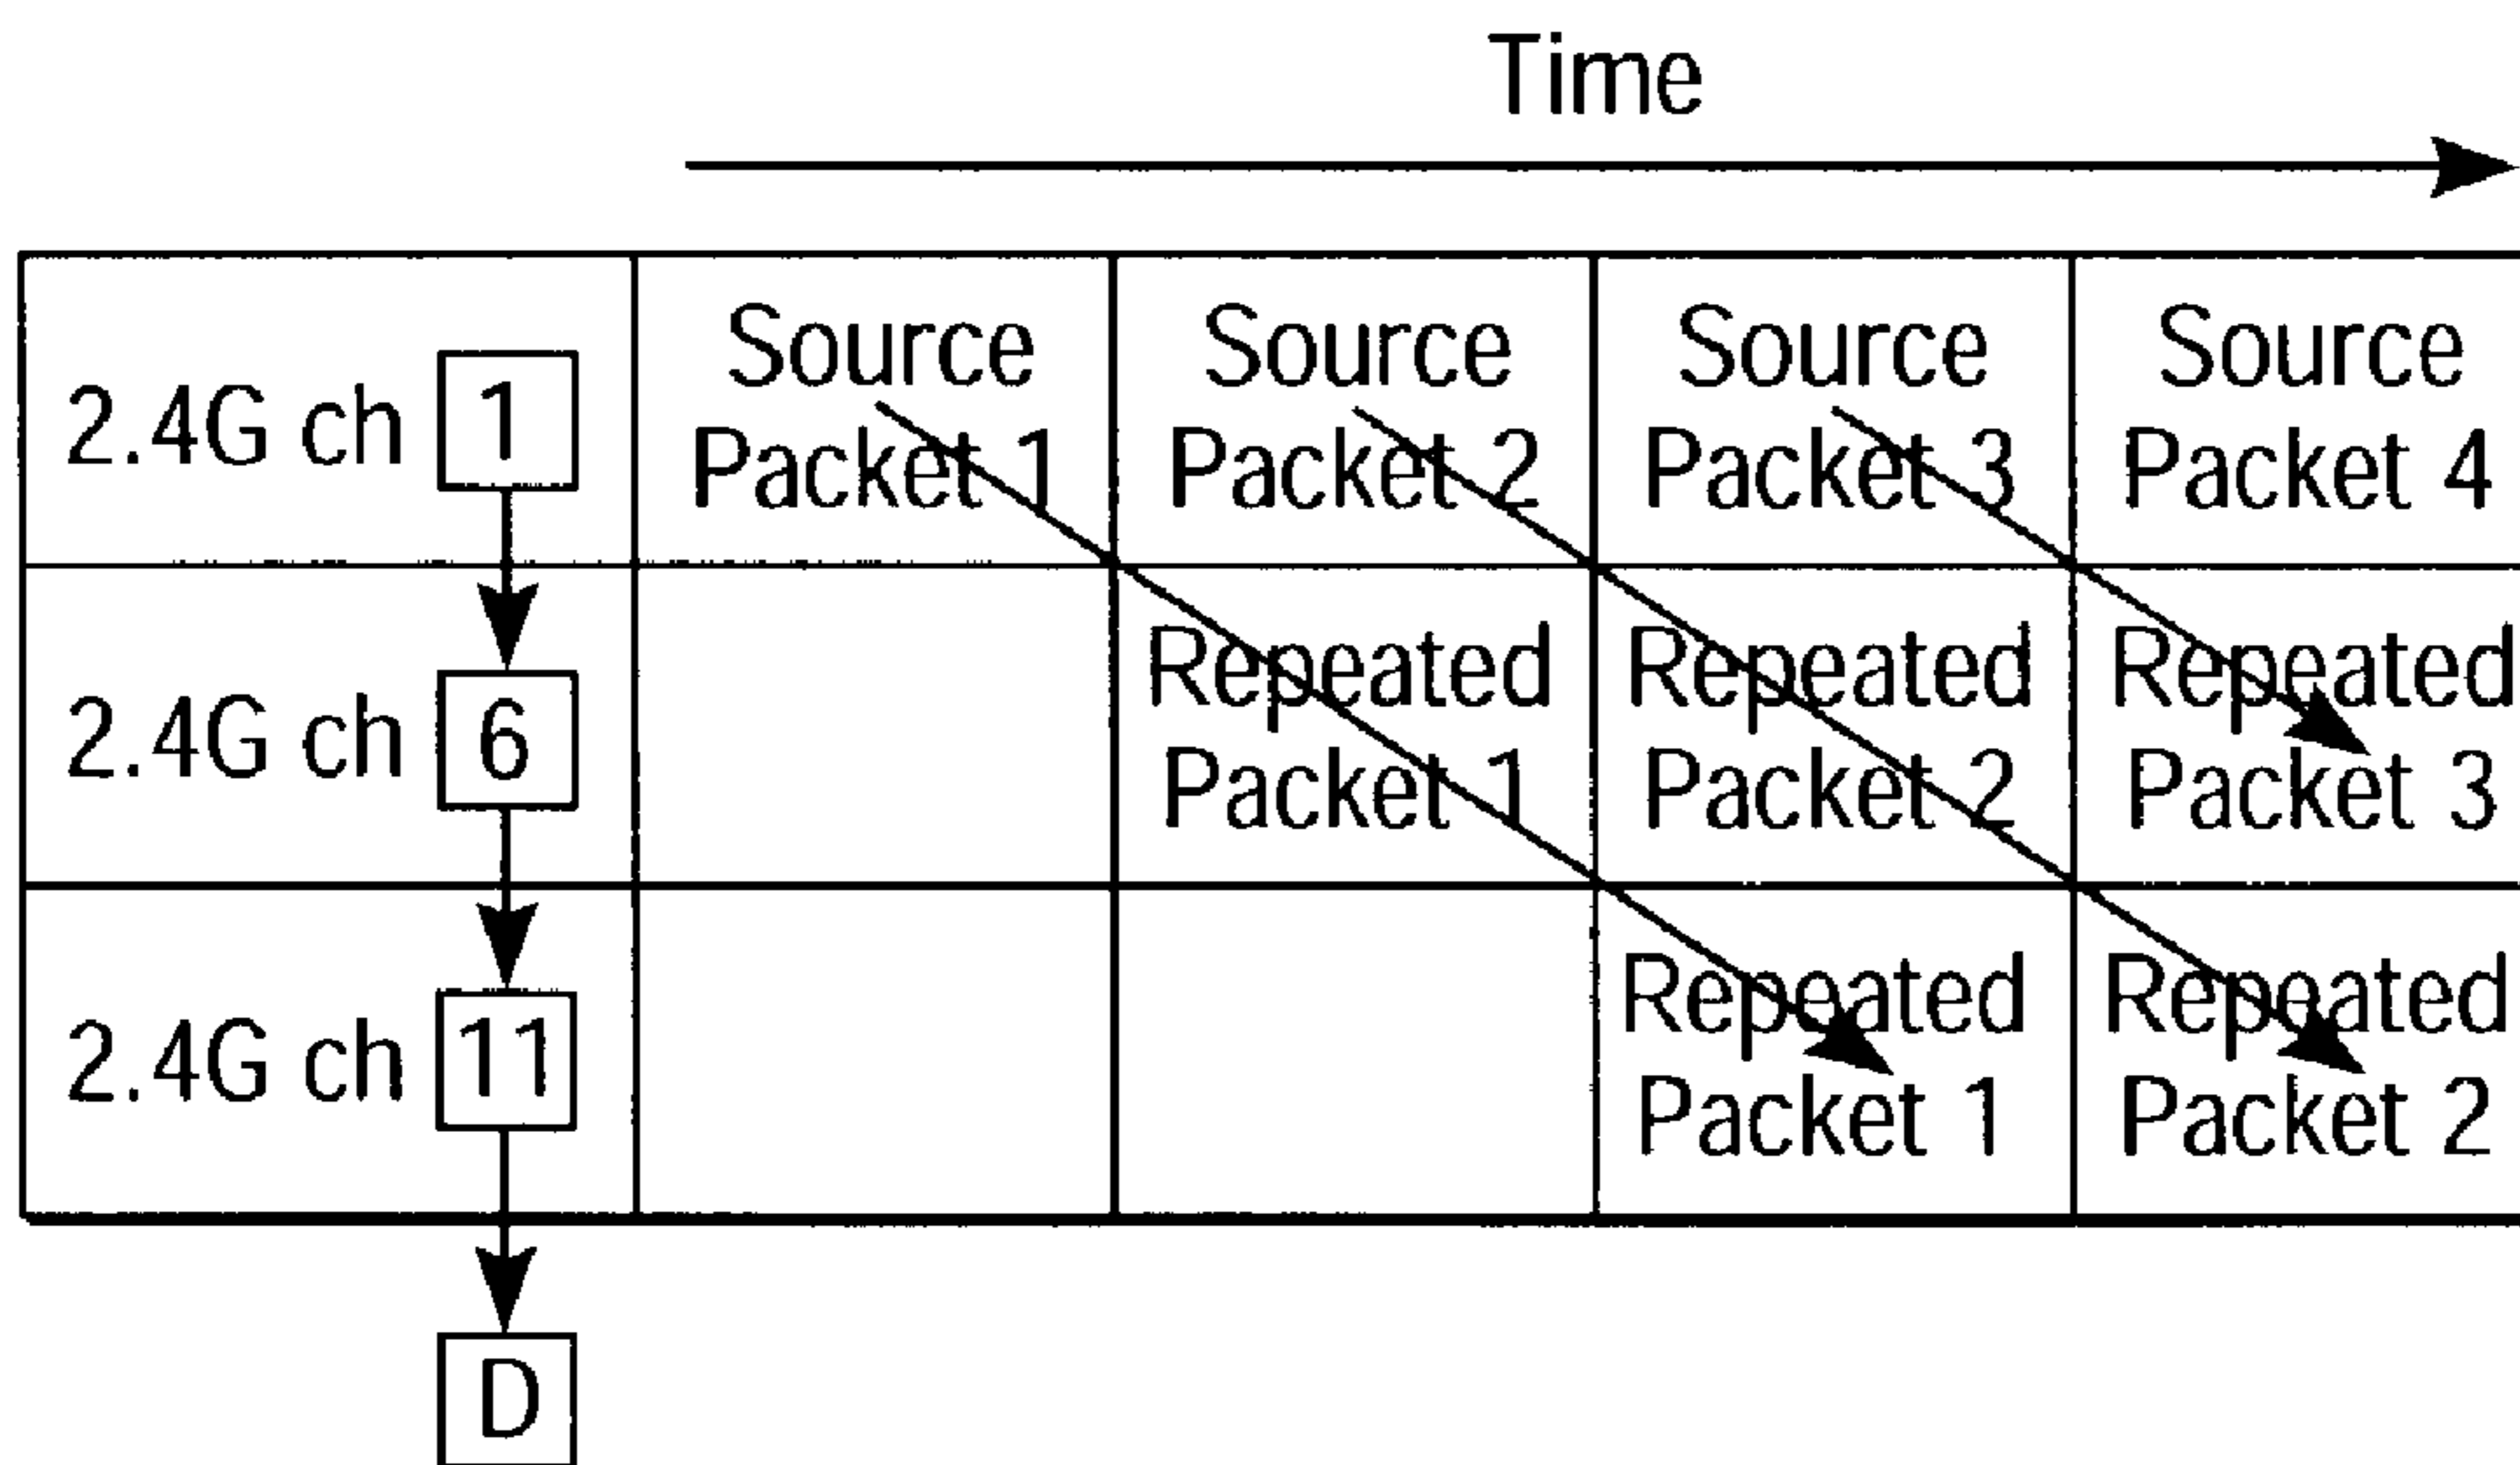 Time
2.4G ch 1
Source
Packet 1
Source
Packet 2
Source
Packet 3
Source
Packet 4
2.4G ch 6
Repeated
Packet 1
Repeated
Packet 2
Repeated
Packet 3
2.4G ch 11
Repeated
Packet 1
Repeated
Packet 2
D